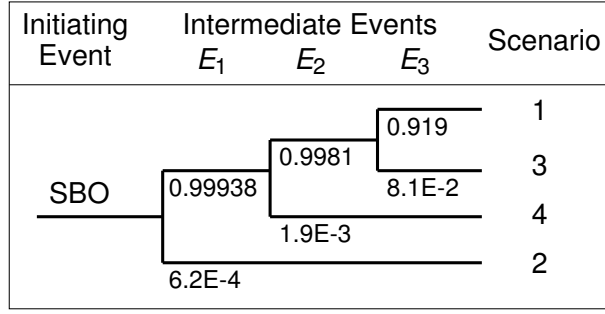 Initiating Event
Intermediate Events
E1 E2 E3
Scenario
SBO
0.99938
6.2E-4
0.9981
1.9E-3
0.919
8.1E-2
1
3
4
2